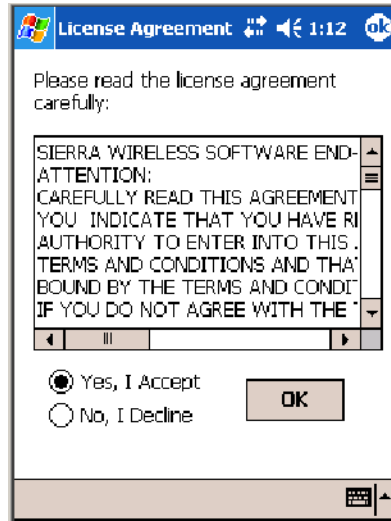 License Agreement 1:12 ok
Please read the license agreement
carefully:
SIERRA WIRELESS SOFTWARE END-
ATTENTION:
CAREFULLY READ THIS AGREEMENT
YOU INDICATE THAT YOU HAVE
AUTHORITY TO ENTER INTO THIS
TERMS AND CONDITIONS AND
BOUND BY THE TERMS AND
IF YOU DO NOT AGREE WITH THE
Yes, I Accept
OK
No, I Decline